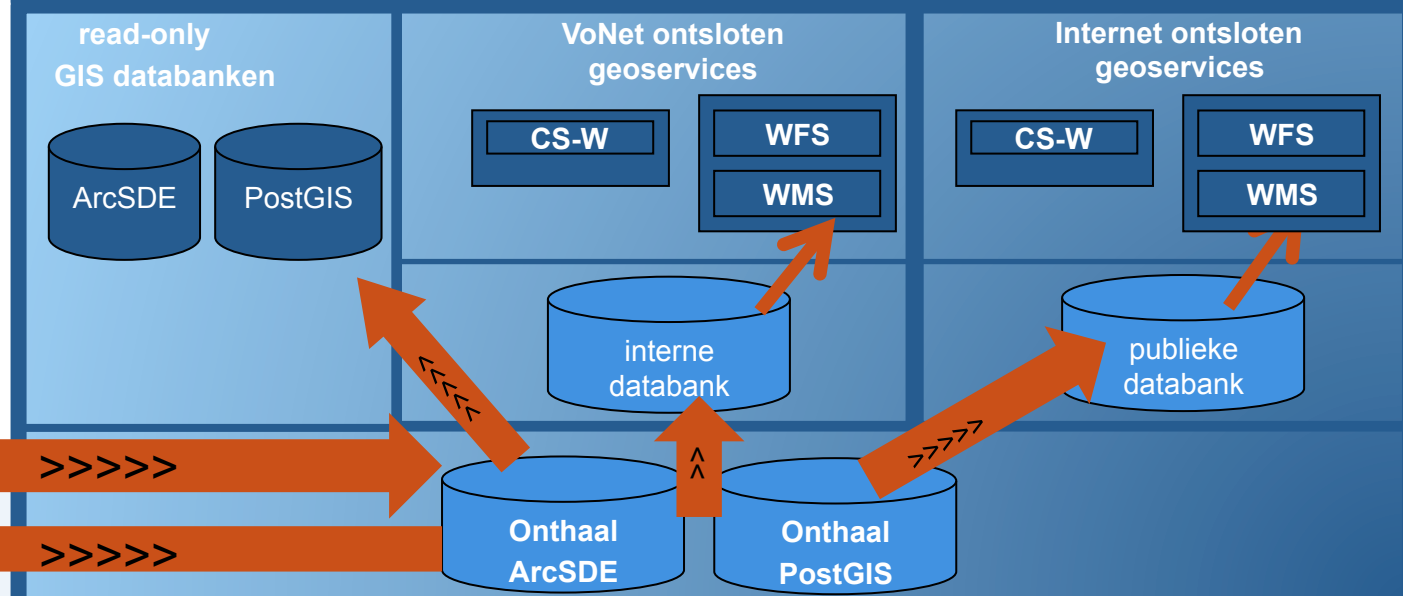 read-only
GIS databanken
ArcSDE
PostGIS
VoNet ontsloten
geoservices
CS-W
WFS
WMS
Internet ontsloten
geoservices
CS-W
WFS
WMS
interne
databank
publieke
databank
>>>>>
>>>>>
>>>>>
>>
>>>>>
Onthaal
ArcSDE
Onthaal
PostGIS